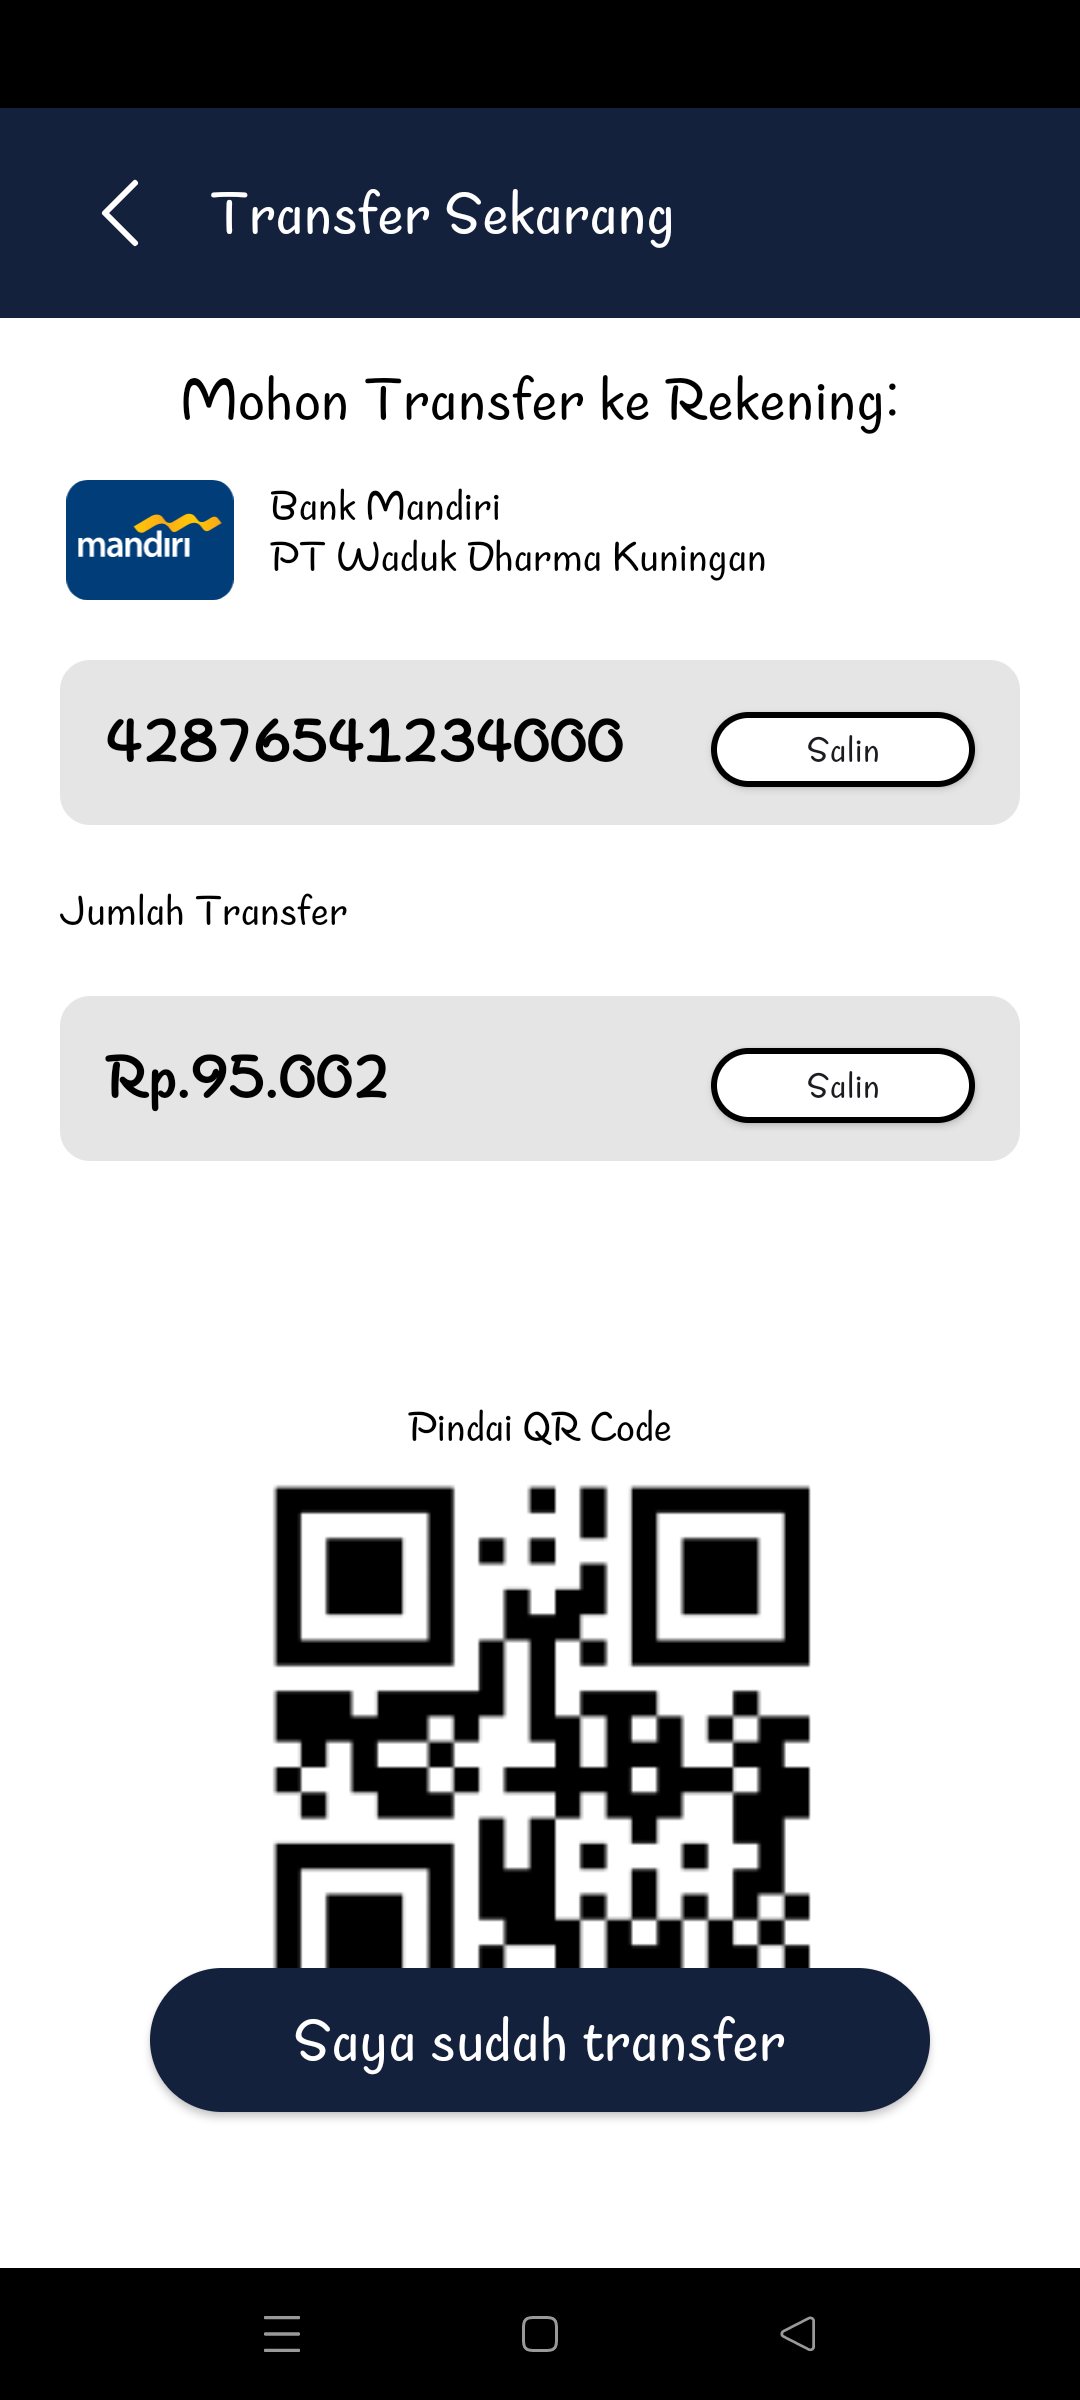 Transfer Sekarang
Mohon Transfer ke Rekening:
mandiri
Bank Mandiri
PT Waduk Dharma Kuningan
42876541234000
Salin
Jumlah Transfer
Rp.95.002
Salin
Pindai QR Code
Saya sudah transfer